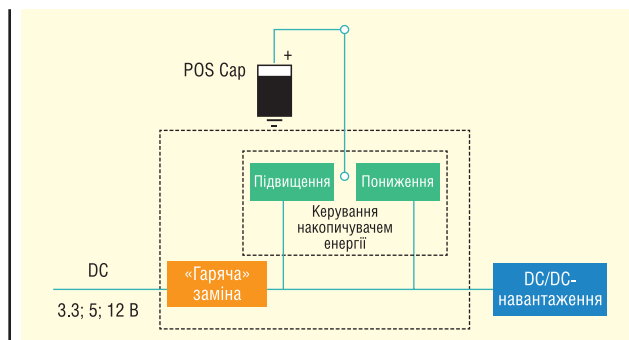 +
POS Cap
Підвищення
Пониження
Керування
накопичувачем
енергії
DC
3.3; 5; 12 В
«Гаряча»
заміна
DC/DC-
навантаження